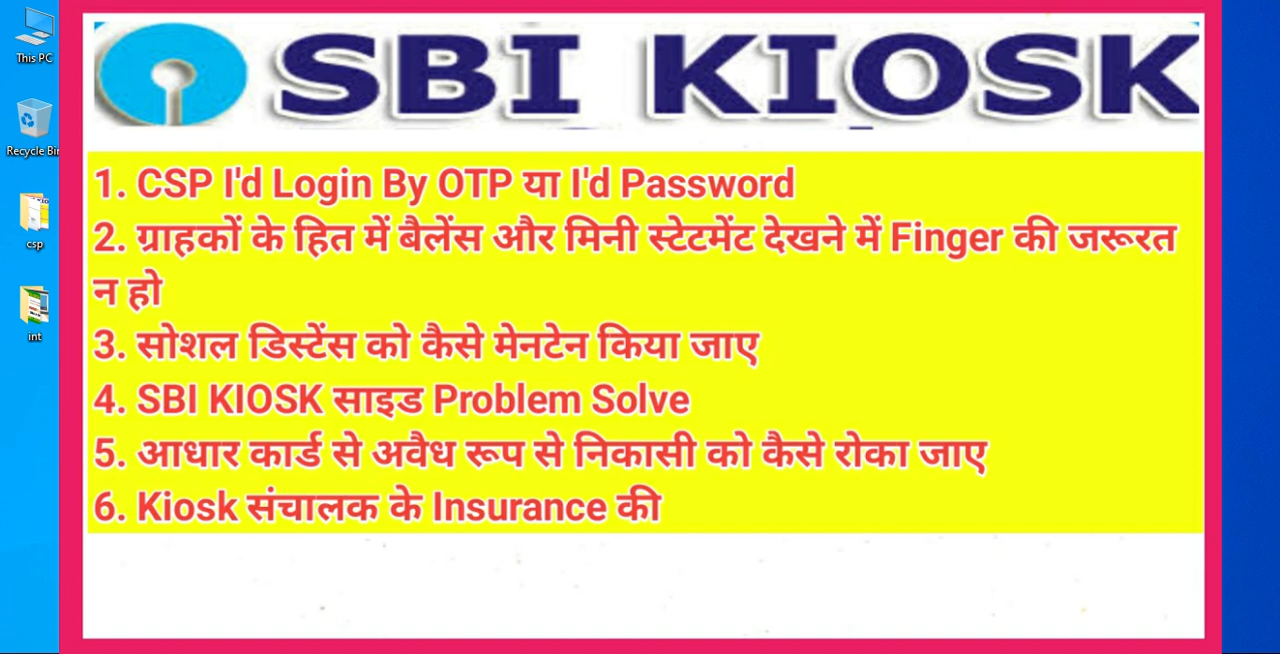 This PC
Recycle Bin
csp
int
SBI KIOSK
1. CSP I'd Login By OTP या I'd Password
2. ग्राहकों के हित में बैलेंस और मिनी स्टेटमेंट देखने में Finger की जरूरत
न हो
3. सोशल डिस्टेंस को कैसे मेनटेन किया जाए
4. SBI KIOSK साइड Problem Solve
5. आधार कार्ड से अवैध रूप से निकासी को कैसे रोका जाए
6. Kiosk संचालक के Insurance की